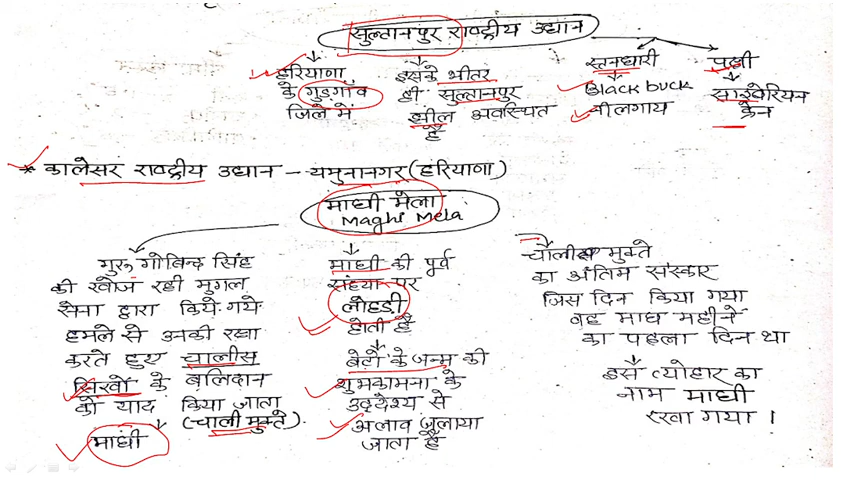 सुल्तानपुर राष्ट्रीय उद्यान
हरियाणा
के गुड़गाँव
जिले में
इसके भीतर
ही सुल्तानपुर
झील अवस्थित
है
स्तनधारी
Black buck
नीलगाय
पक्षी
साइबेरियन
क्रेन
* कालेसर राष्ट्रीय उद्यान - यमुनानगर (हरियाणा)
माघी मेला
Maghi Mela
गुरु गोबिन्द सिंह
की खोज रही मुगल
सेना द्वारा किये गये
हमले से उनकी रक्षा
करते हुए चालीस
सिखों के बलिदान
को याद किया जाता
(चाली मुक्ते)
माघी
माघी की पूर्व
संध्या पर
लोहड़ी
होती है
बेटों के जन्म की
शुभकामना के
उद्देश्य से
अलाव जलाया
जाता है
चालीस मुक्ते
का अंतिम संस्कार
जिस दिन किया गया
वह माघ महीने
का पहला दिन था
इस त्योहार का
नाम माघी
रखा गया ।